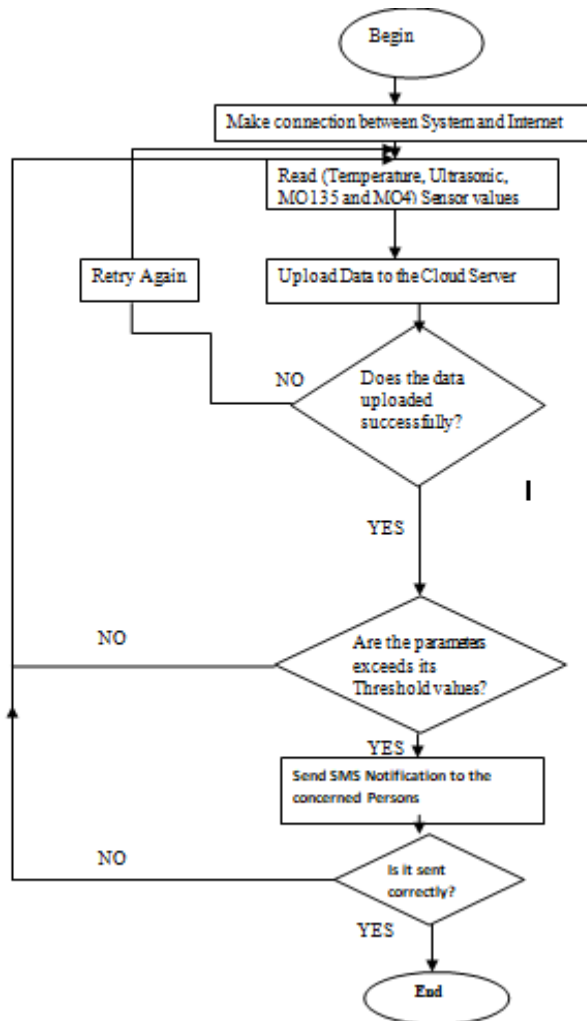 Begin
Make connection between System and Internet
Read (Temperature, Ultrasonic,
MO135 and MO4) Sensor values
Retry Again
Upload Data to the Cloud Server
NO
Does the data
uploaded
successfully?
YES
NO
Are the parameters
exceeds its
Threshold values?
YES
Send SMS Notification to the
concerned Persons
NO
Is it sent
correctly?
YES
End